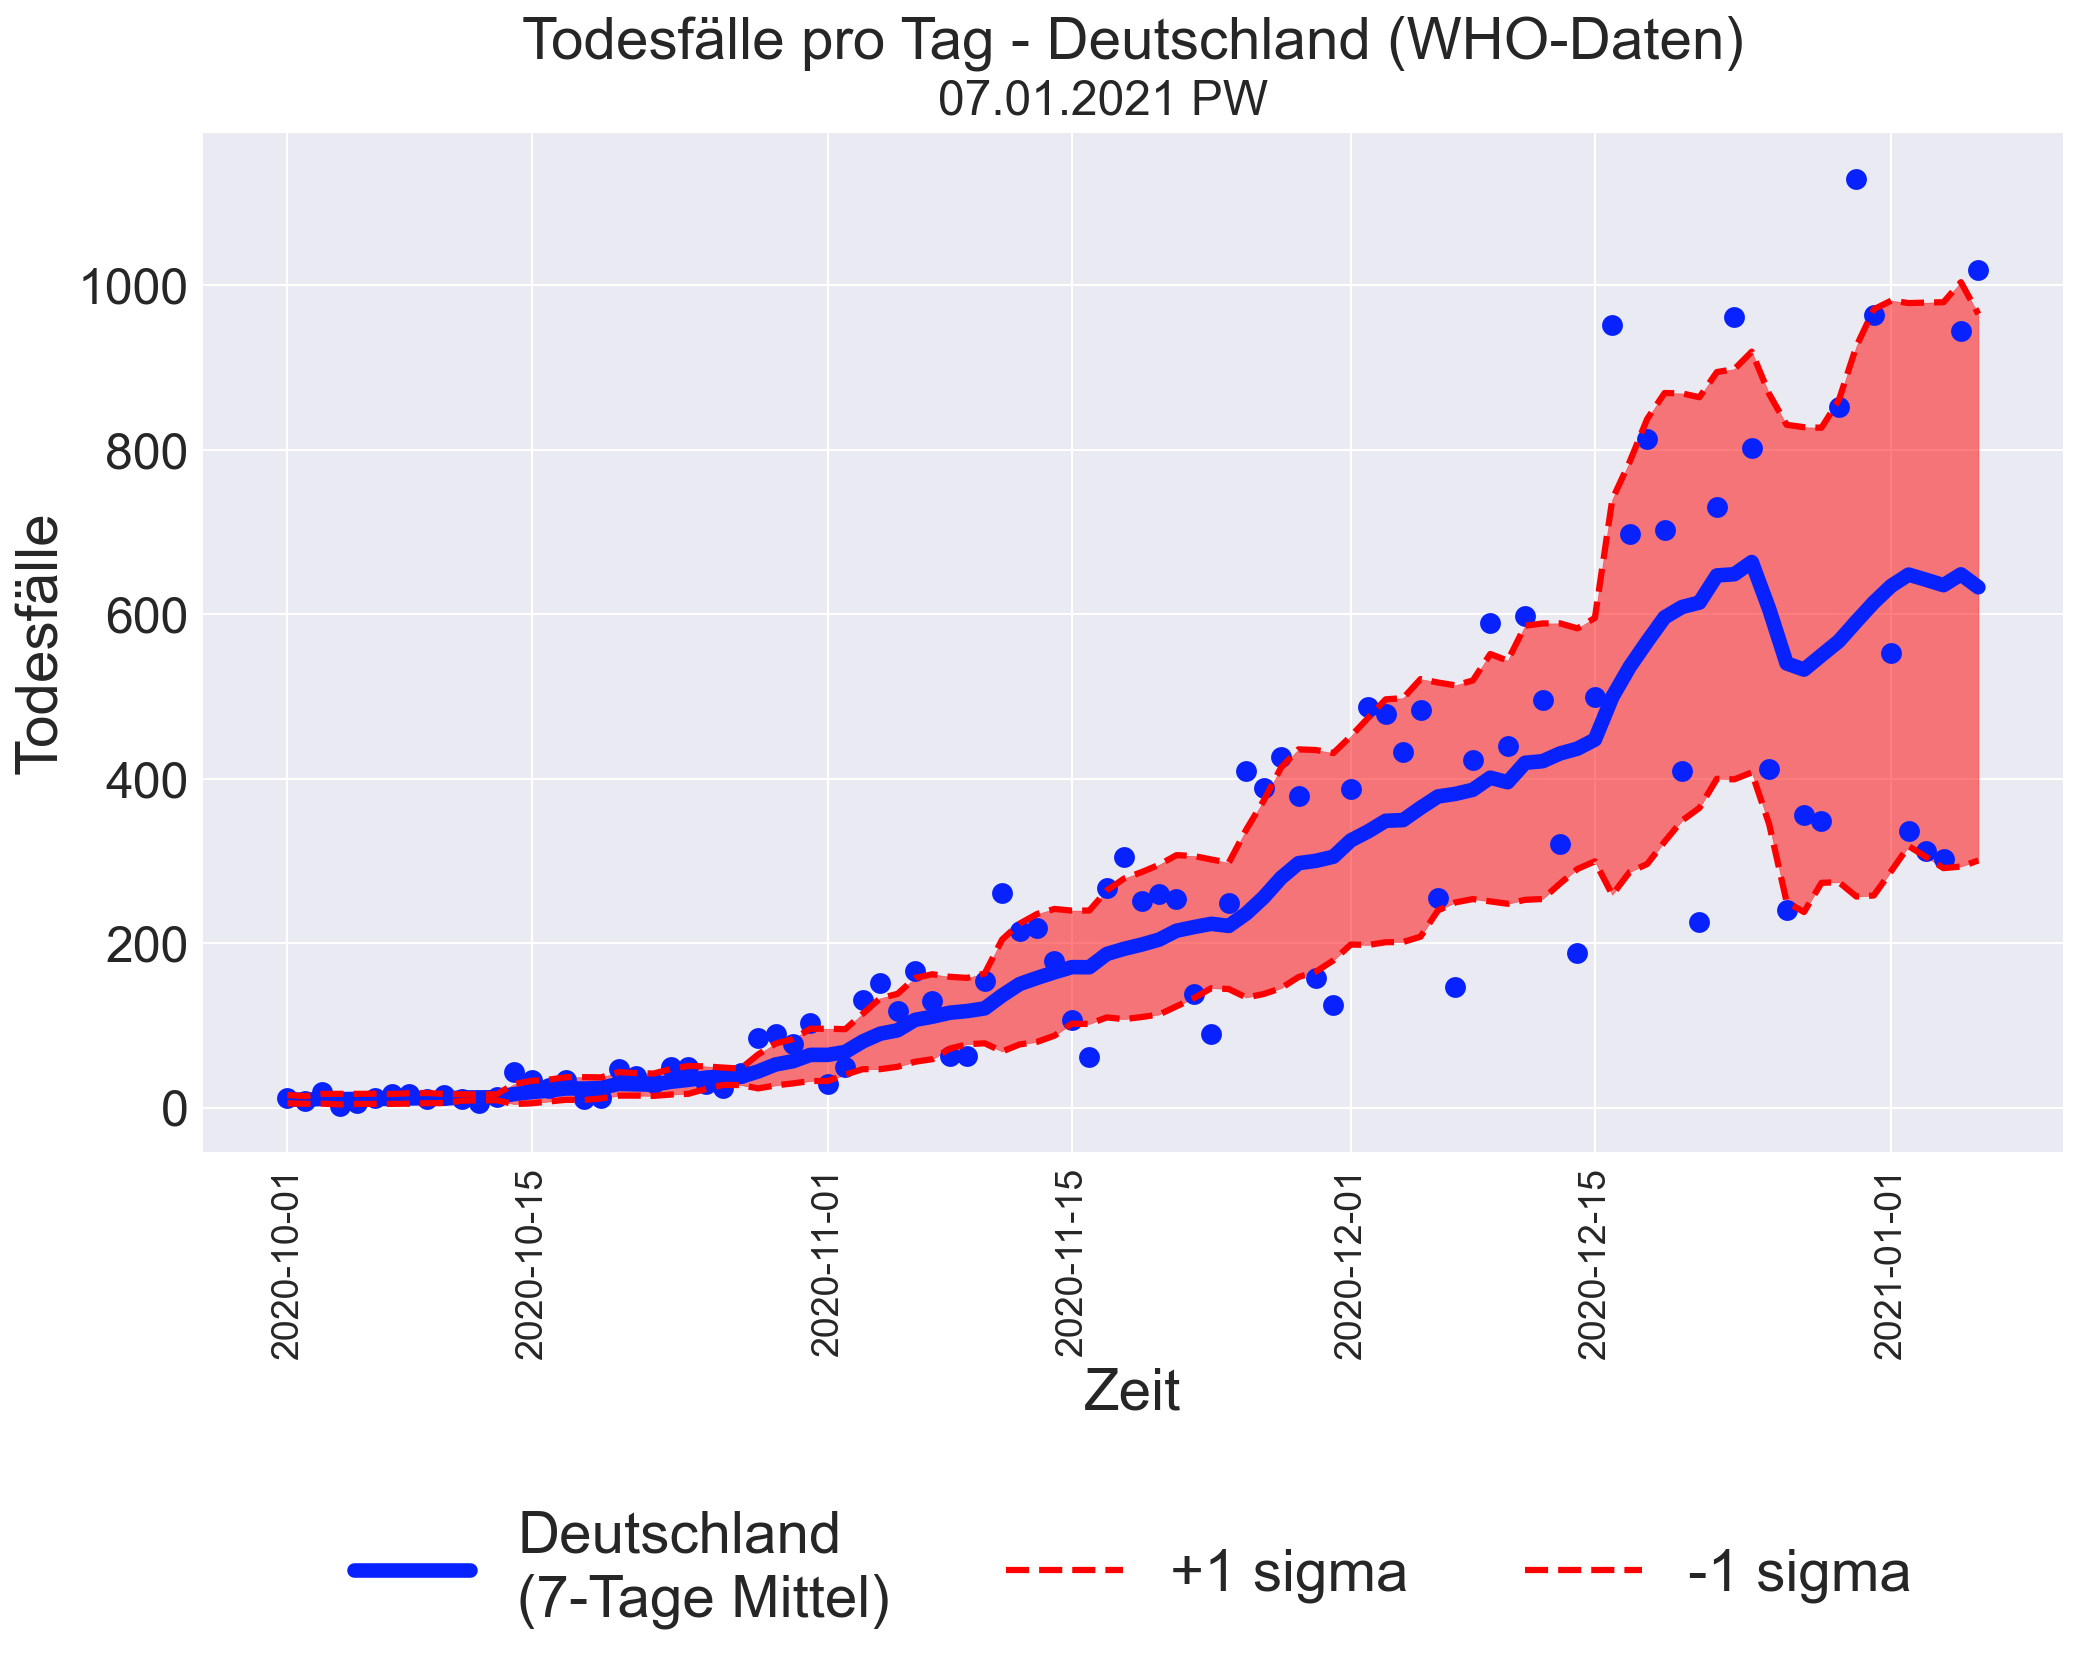 Todesfälle pro Tag - Deutschland (WHO-Daten)
07.01.2021 PW
Todesfälle
1000
800
600
400
200
0
2020-10-01
2020-10-15
2020-11-01
2020-11-15
2020-12-01
2020-12-15
2021-01-01
Zeit
Deutschland
(7-Tage Mittel)
+1 sigma
-1 sigma